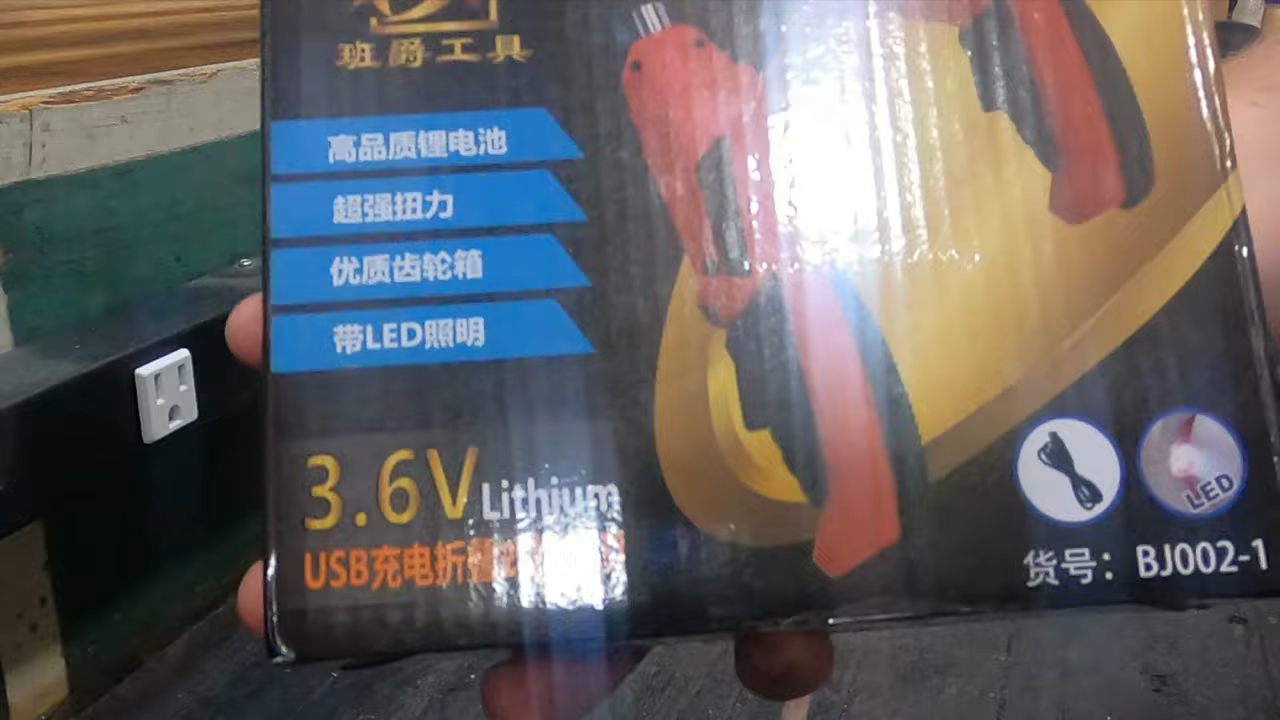 班爵工具
高品质锂电池
超强扭力
优质齿轮箱
带LED照明
3.6V Lithium
USB充电折叠
LED
货号：BJ002-1